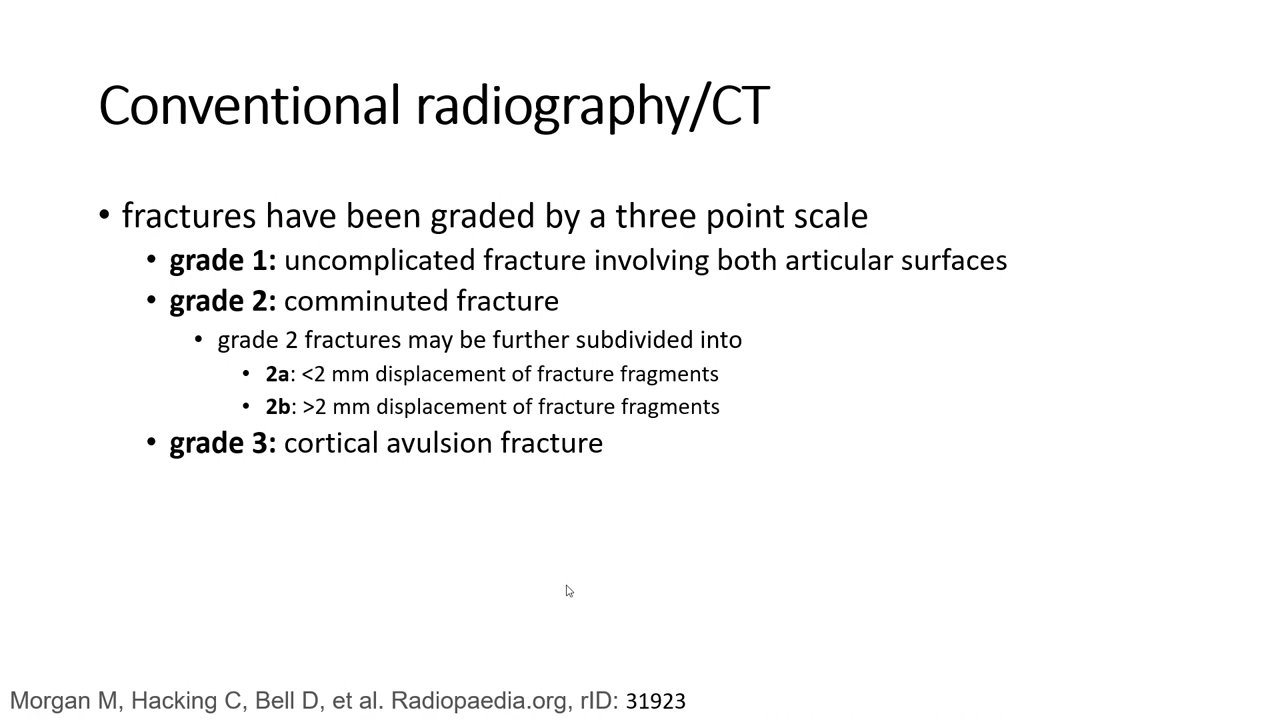 Conventional radiography/CT
• fractures have been graded by a three point scale
• grade 1: uncomplicated fracture involving both articular surfaces
• grade 2: comminuted fracture
• grade 2 fractures may be further subdivided into
• 2a: <2 mm displacement of fracture fragments
• 2b: >2 mm displacement of fracture fragments
• grade 3: cortical avulsion fracture
Morgan M, Hacking C, Bell D, et al. Radiopaedia.org, rID: 31923